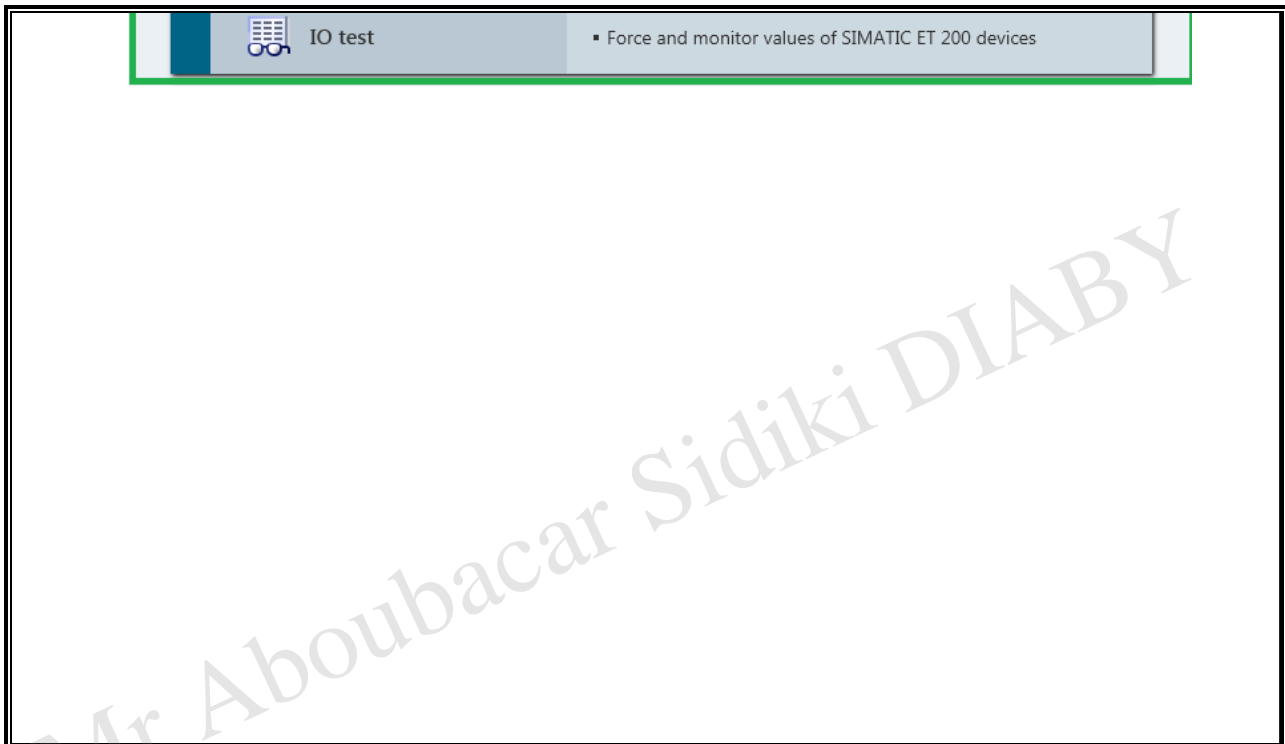 IO test
▪ Force and monitor values of SIMATIC ET 200 devices
Mr Aboubacar Sidiki DIABY